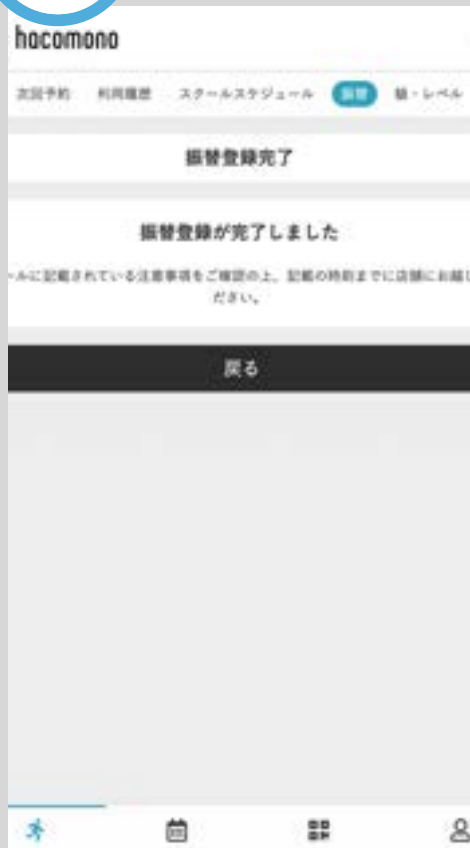 hacomono
次回予約 利用履歴 スクールスケジュール 振替 級・レベル
振替登録完了
振替登録が完了しました
ールに記載されている注意事項をご確認の上、記載の時刻までに店舗にお越し
ださい。
戻る